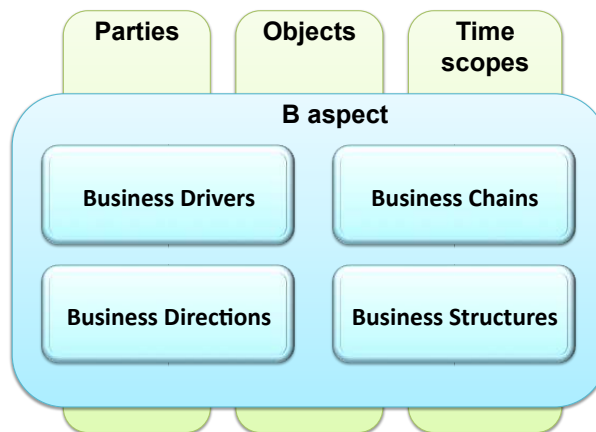 Parties
Objects
Time
scopes
B aspect
Business Drivers
Business Chains
Business Directions
Business Structures